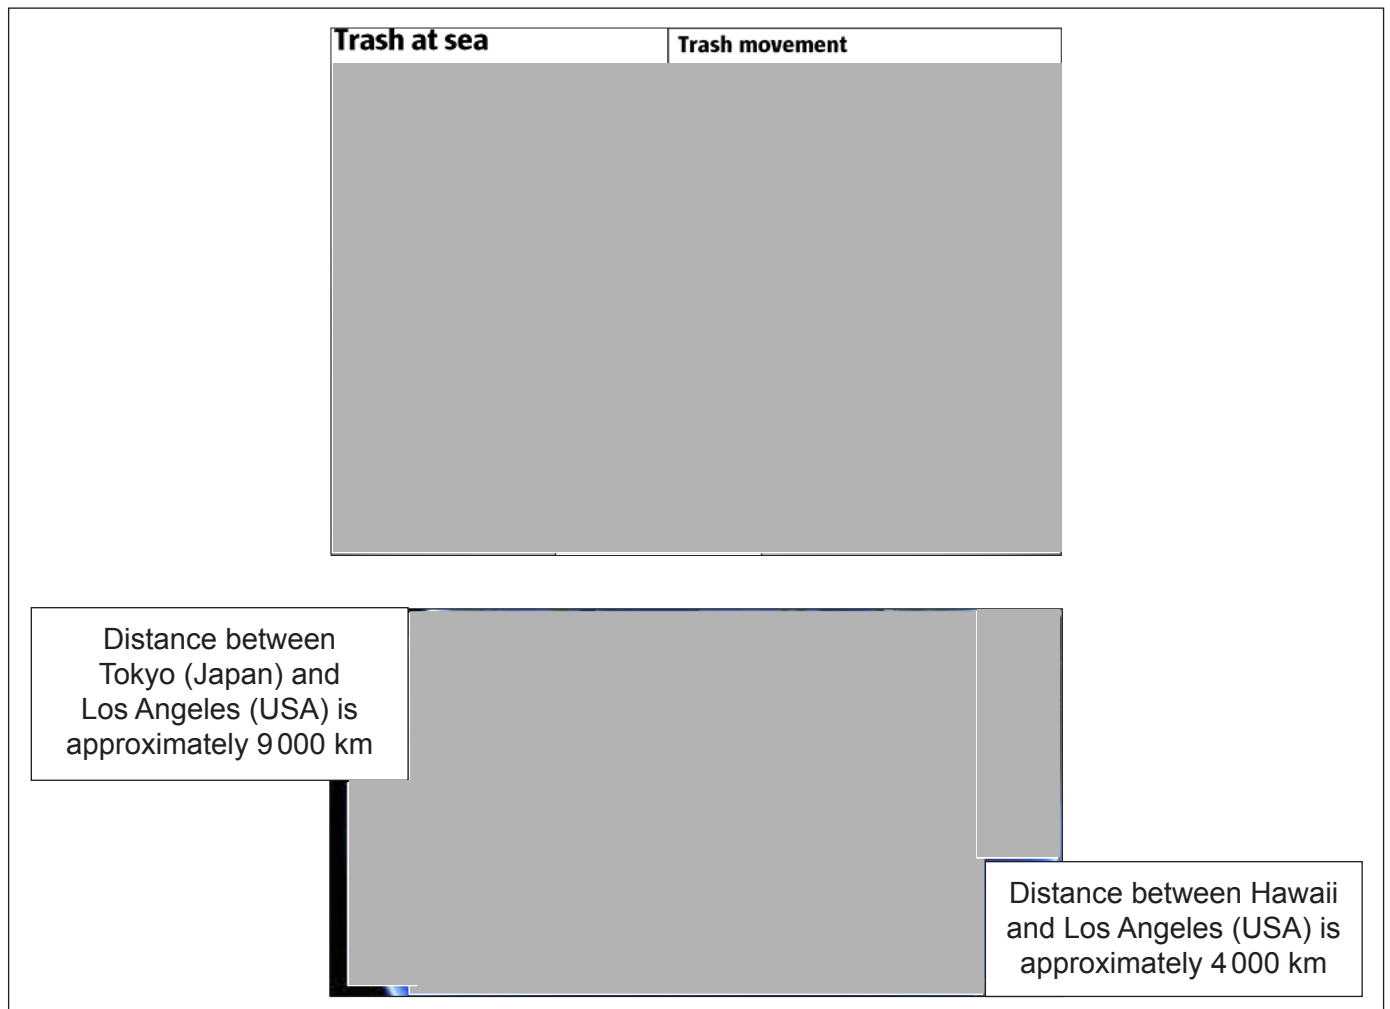 Trash at sea
Trash movement
Distance between
Tokyo (Japan) and
Los Angeles (USA) is
approximately 9 000 km
Distance between Hawaii
and Los Angeles (USA) is
approximately 4 000 km